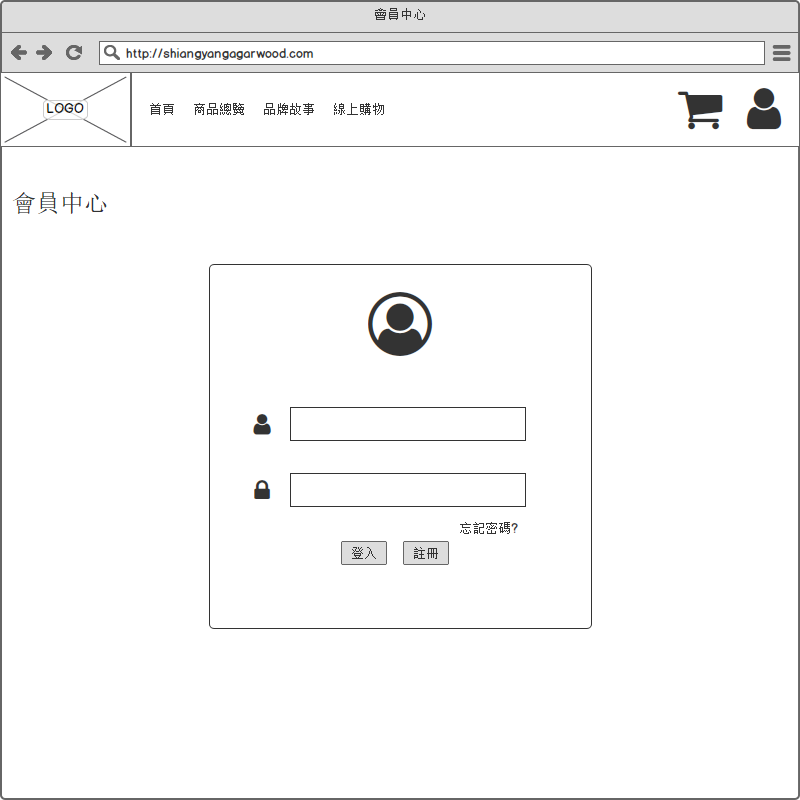 會員中心
http://shiangyangagarwood.com
LOGO 首頁 商品總覽 品牌故事 線上購物
會員中心
忘記密碼?
登入 註冊